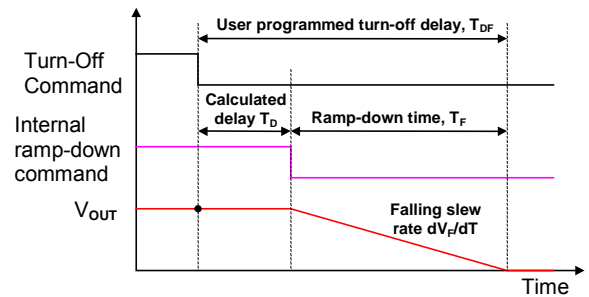 User programmed turn-off delay, TDF
Turn-Off
Command
Calculated
delay TD
Ramp-down time, TF
Internal
ramp-down
command
VOUT
Falling slew
rate dVF/dT
Time